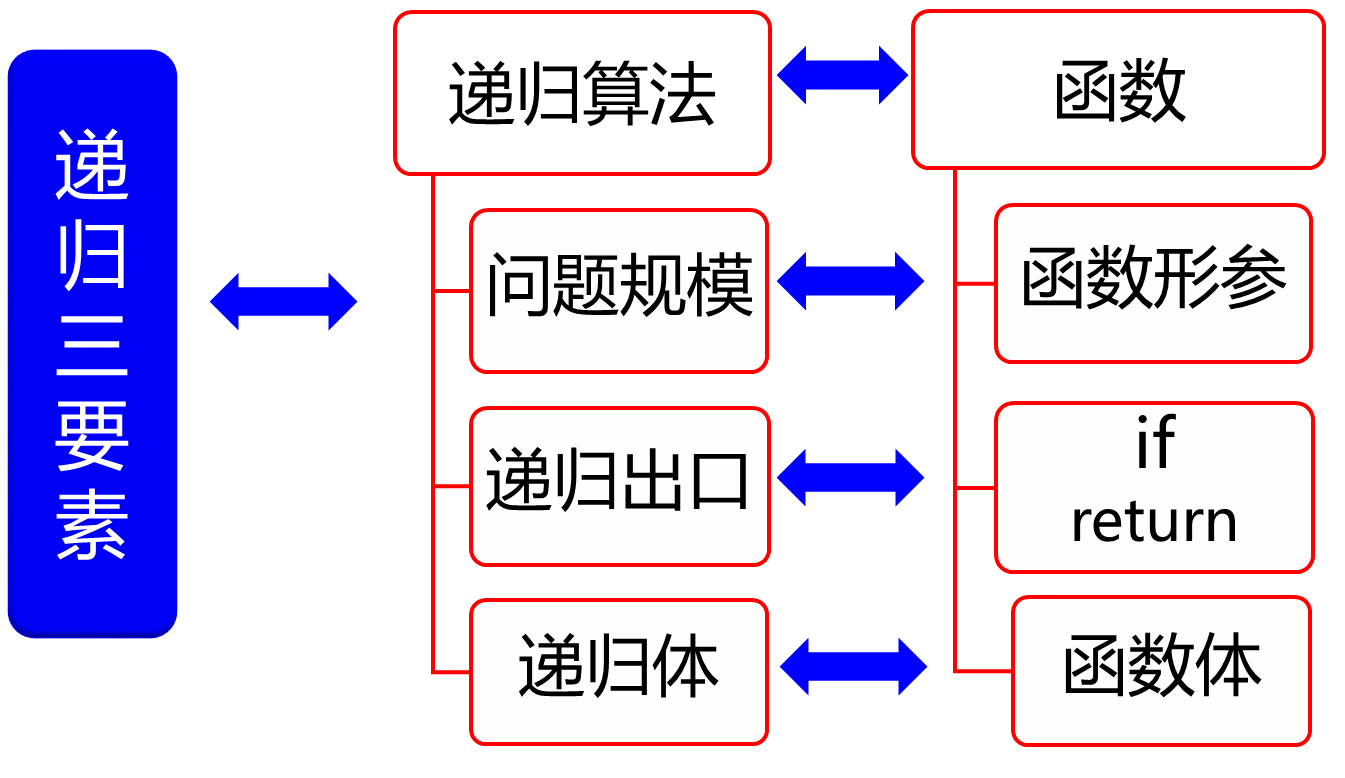 递
归
三
要
素
递归算法
函数
问题规模
函数形参
递归出口
if
return
递归体
函数体